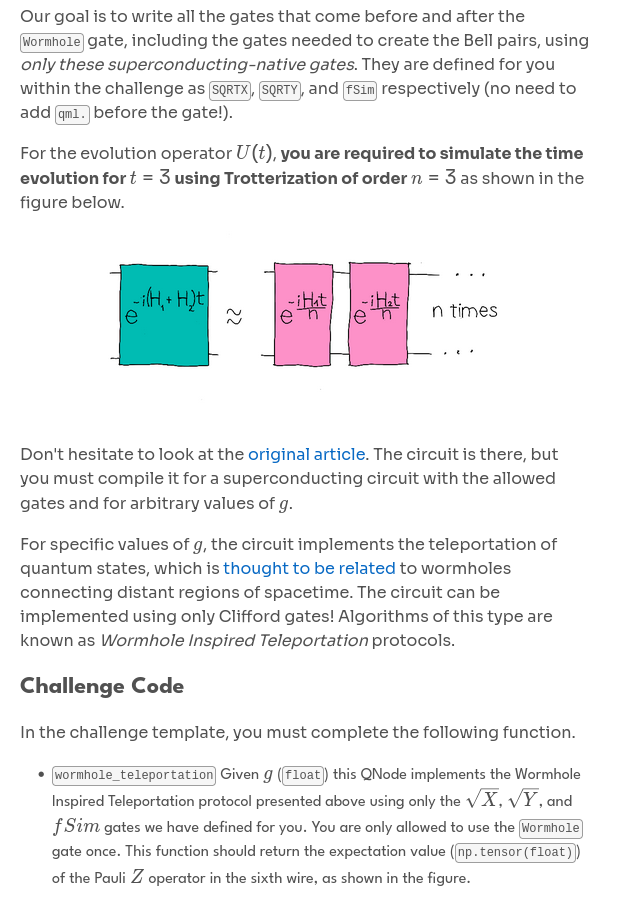 Our goal is to write all the gates that come before and after the
Wormhole gate, including the gates needed to create the Bell pairs, using
only these superconducting-native gates. They are defined for you
within the challenge as SQRTX, SQRTY, and fSim respectively (no need to
add qml. before the gate!).
For the evolution operator U(t), you are required to simulate the time
evolution for t = 3 using Trotterization of order n = 3 as shown in the
figure below.
e^{-i(H_1+H_2)t} ≈ e^{-iH_1t/n} e^{-iH_2t/n} ... n times ...
Don't hesitate to look at the original article. The circuit is there, but
you must compile it for a superconducting circuit with the allowed
gates and for arbitrary values of g.
For specific values of g, the circuit implements the teleportation of
quantum states, which is thought to be related to wormholes
connecting distant regions of spacetime. The circuit can be
implemented using only Clifford gates! Algorithms of this type are
known as Wormhole Inspired Teleportation protocols.
Challenge Code
In the challenge template, you must complete the following function.
• wormhole_teleportation Given g (float) this QNode implements the Wormhole
Inspired Teleportation protocol presented above using only the √X, √Y, and
fSim gates we have defined for you. You are only allowed to use the Wormhole
gate once. This function should return the expectation value (np.tensor(float))
of the Pauli Z operator in the sixth wire, as shown in the figure.